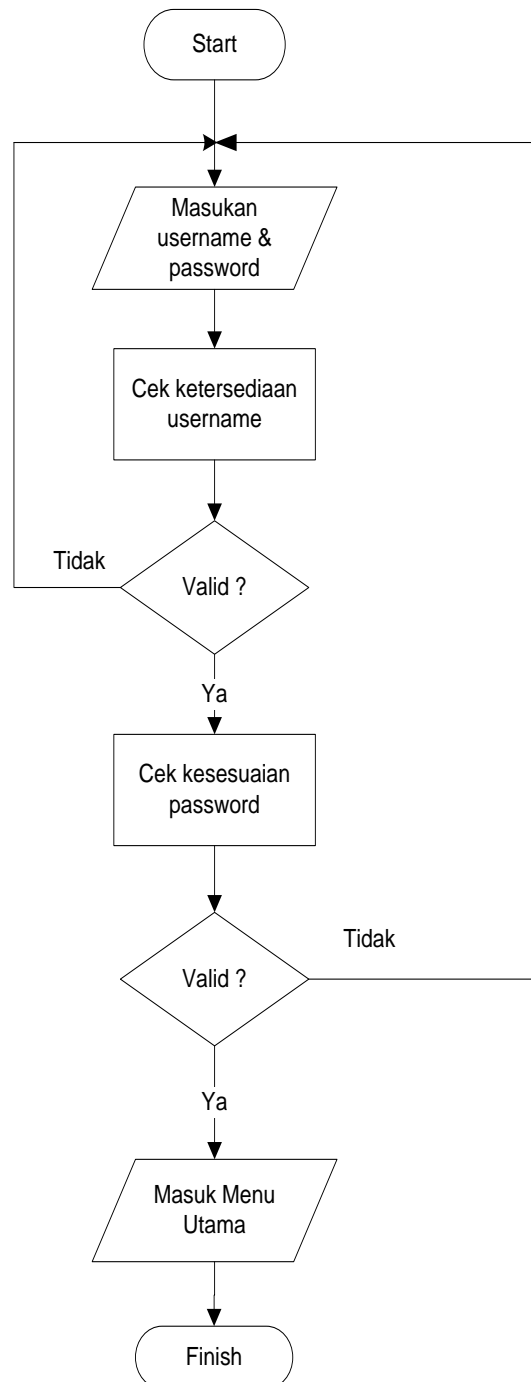 Start
Masukan
username &
password
Cek ketersediaan
username
Tidak
Valid ?
Ya
Cek kesesuaian
password
Tidak
Valid ?
Ya
Masuk Menu
Utama
Finish